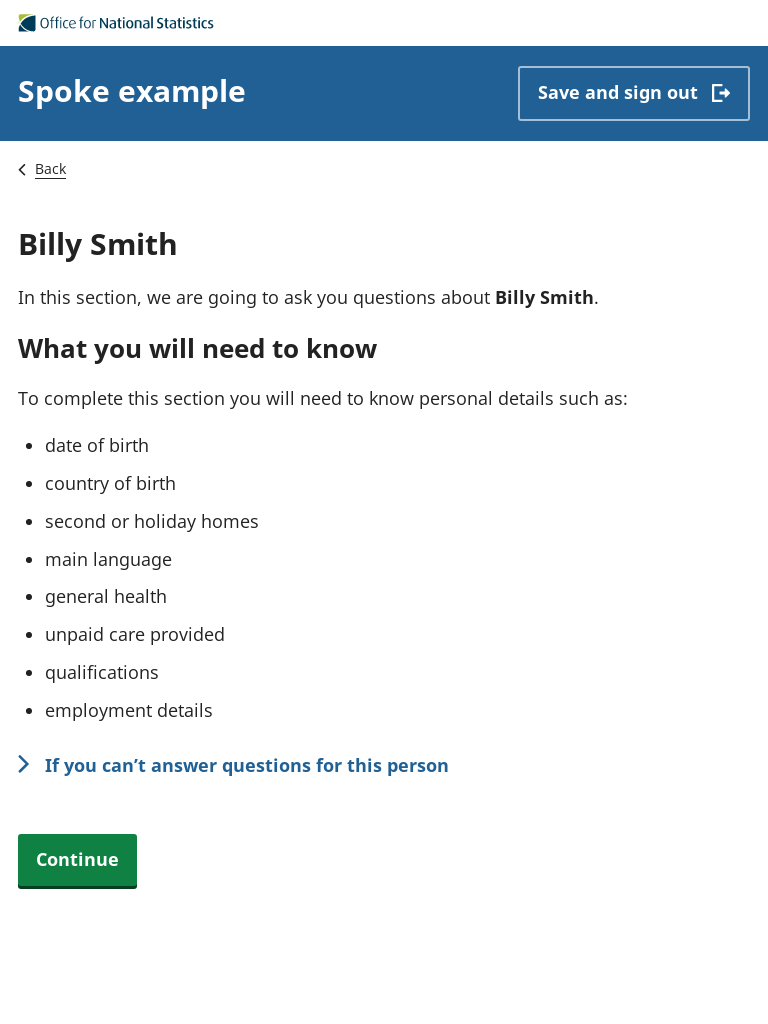 Office for National Statistics
Spoke example
Save and sign out
Back
Billy Smith
In this section, we are going to ask you questions about Billy Smith.
What you will need to know
To complete this section you will need to know personal details such as:
date of birth
country of birth
second or holiday homes
main language
general health
unpaid care provided
qualifications
employment details
If you can’t answer questions for this person
Continue